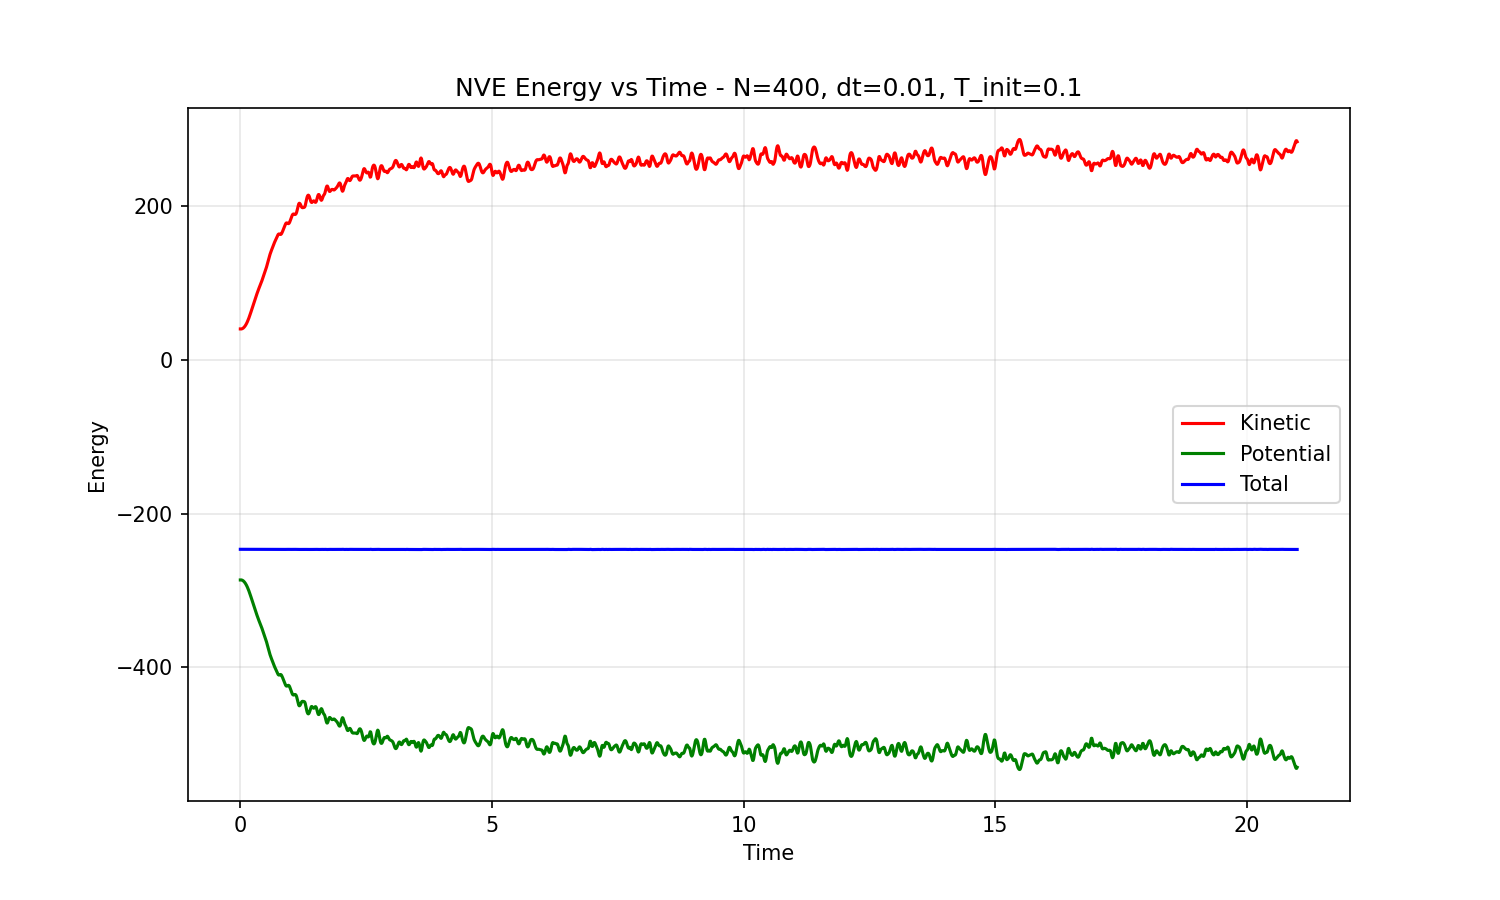 NVE Energy vs Time - N=400, dt=0.01, T_init=0.1
200
0
−200
−400
Energy
0 5 10 15 20
Time
Kinetic
Potential
Total